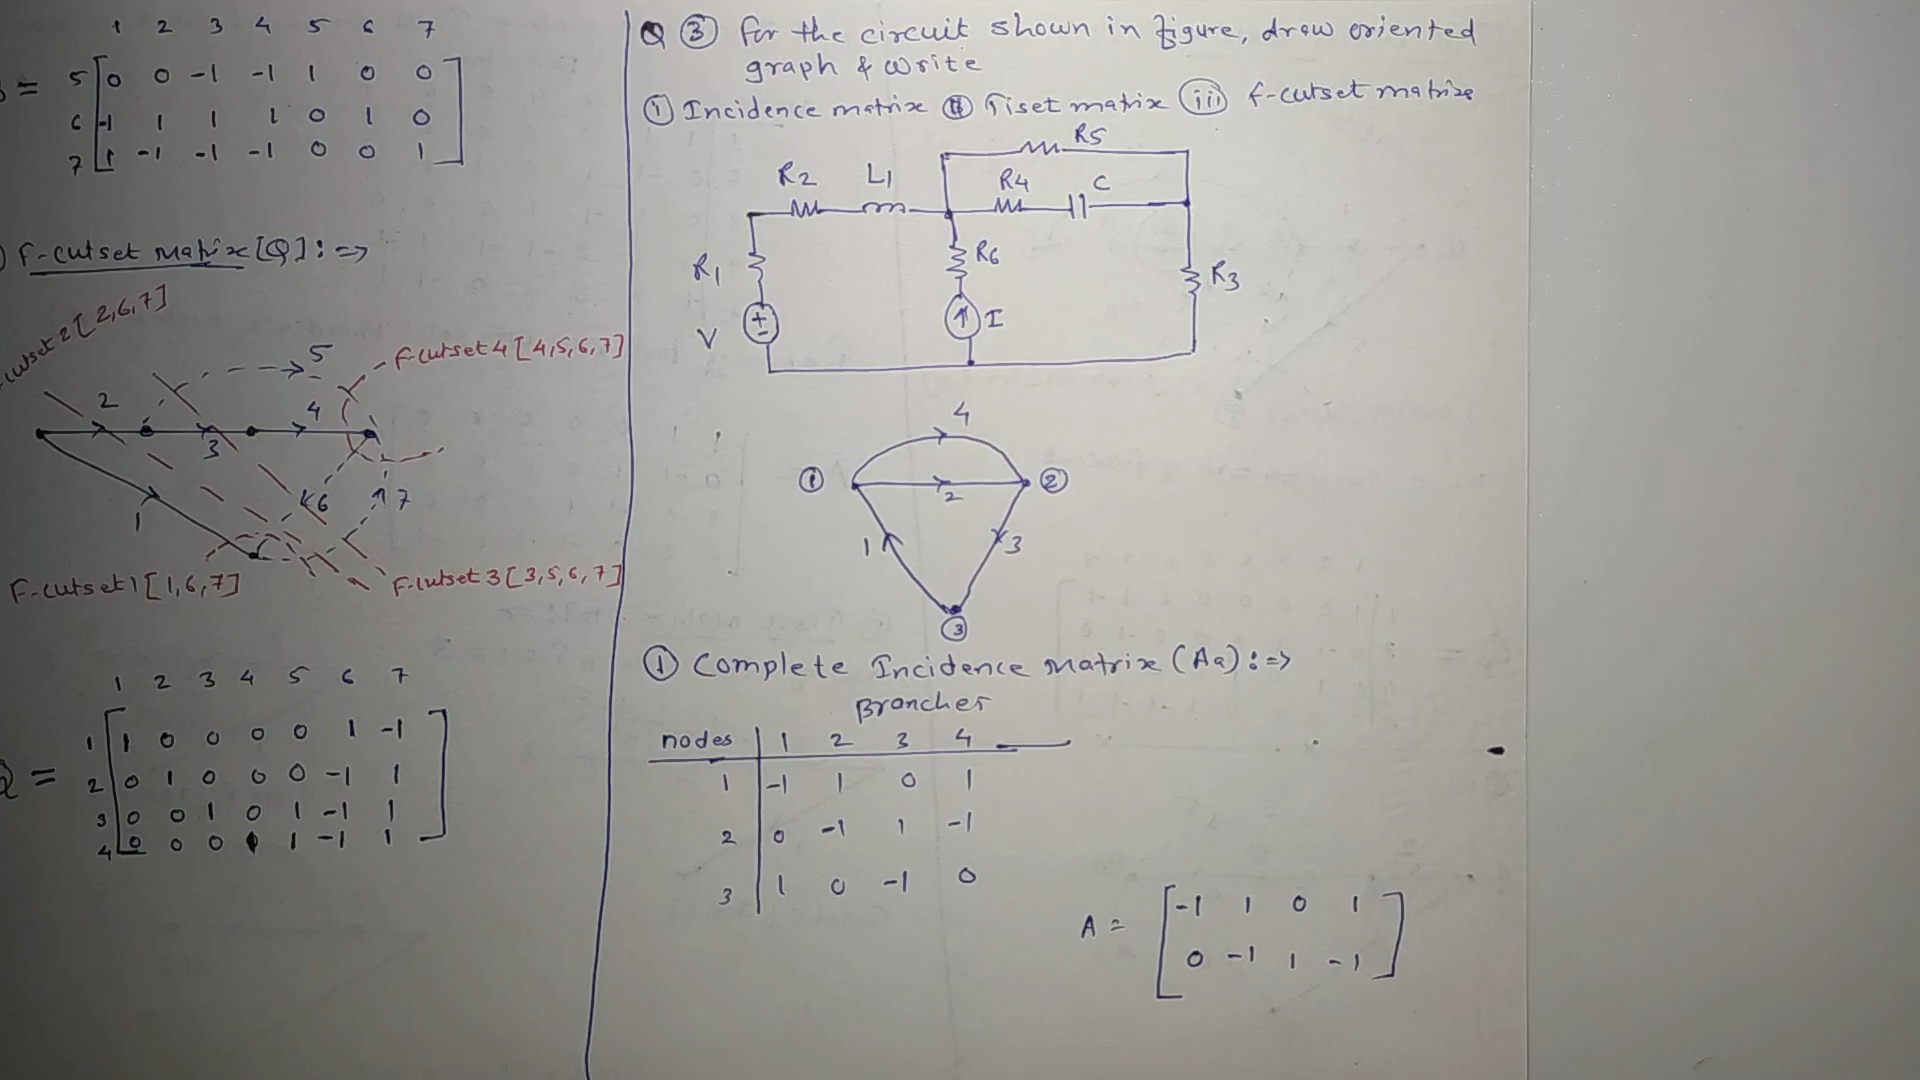 1 2 3 4 5 6 7
= 5 0 0 -1 -1 1 0 0
6 -1 1 1 1 0 1 0
7 1 -1 -1 -1 0 0 1
F-cutset Matrix [Q] :=>
cutset 2 [2,6,7]
5
F-cutset 4 [4,5,6,7]
2
3
4
1
6
7
F-cutset 1 [1,6,7]
F-cutset 3 [3,5,6,7]
1 2 3 4 5 6 7
1 1 0 0 0 0 1 -1
Q = 2 0 1 0 0 0 -1 1
3 0 0 1 0 1 -1 1
4 0 0 0 1 1 -1 1
Q ③ for the circuit shown in figure, draw oriented
graph & write
① Incidence matrix ⑪ Tiset matrix ⅲ f-cutset matrix
R5
R2 L1 R4 C
R1 R6 R3
V + - I
4
① 2 ②
1 3
③
① Complete Incidence Matrix (Aa) :=>
Branches
nodes 1 2 3 4
1 -1 1 0 1
2 0 -1 1 -1
3 1 0 -1 0
A = -1 1 0 1
0 -1 1 -1